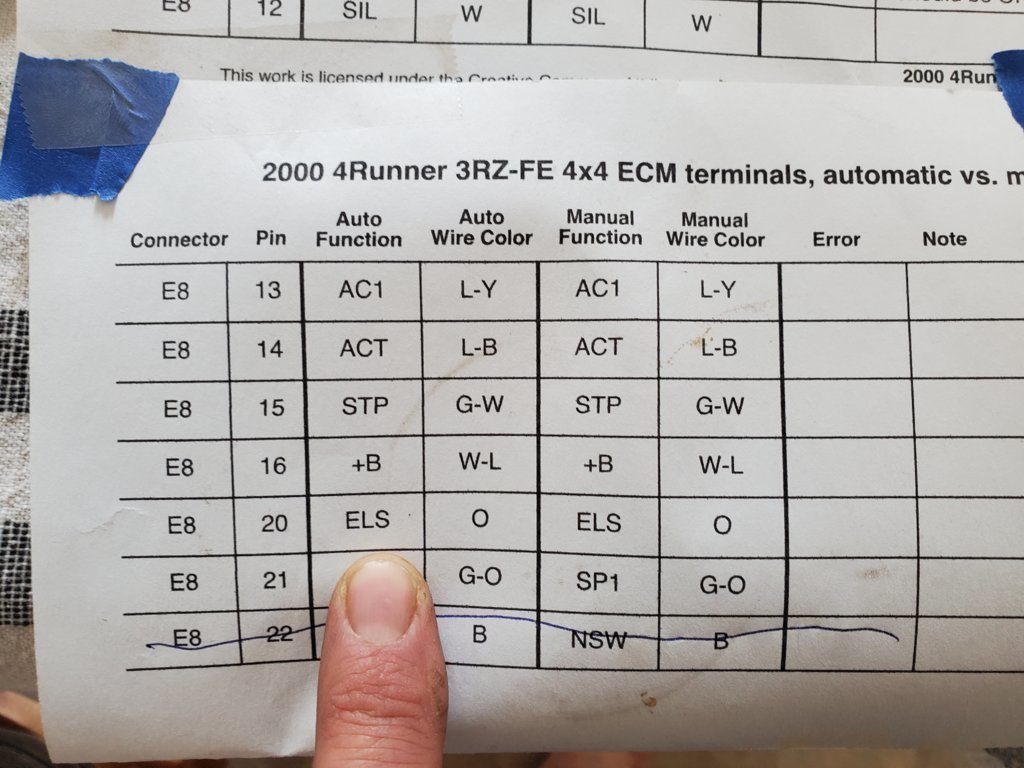 E8 12 SIL W SIL W
This work is licensed under the Creative
2000 4Run
2000 4Runner 3RZ-FE 4x4 ECM terminals, automatic vs. m
Connector Pin Auto Function Auto Wire Color Manual Function Manual Wire Color Error Note
E8 13 AC1 L-Y AC1 L-Y
E8 14 ACT L-B ACT L-B
E8 15 STP G-W STP G-W
E8 16 +B W-L +B W-L
E8 20 ELS O ELS O
E8 21 G-O SP1 G-O
E8 22 B NSW B